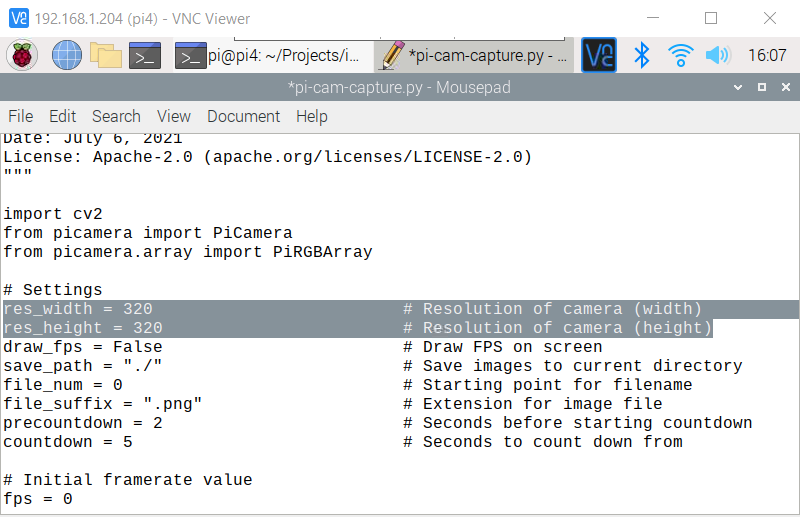 192.168.1.204 (pi4) - VNC Viewer
pi@pi4: ~/Projects/i... *pi-cam-capture.py - ... 16:07
*pi-cam-capture.py - Mousepad
File Edit Search View Document Help
Date: July 6, 2021
License: Apache-2.0 (apache.org/licenses/LICENSE-2.0)
"""
import cv2
from picamera import PiCamera
from picamera.array import PiRGBArray
# Settings
res_width = 320 # Resolution of camera (width)
res_height = 320 # Resolution of camera (height)
draw_fps = False # Draw FPS on screen
save_path = "./" # Save images to current directory
file_num = 0 # Starting point for filename
file_suffix = ".png" # Extension for image file
precountdown = 2 # Seconds before starting countdown
countdown = 5 # Seconds to count down from
# Initial framerate value
fps = 0